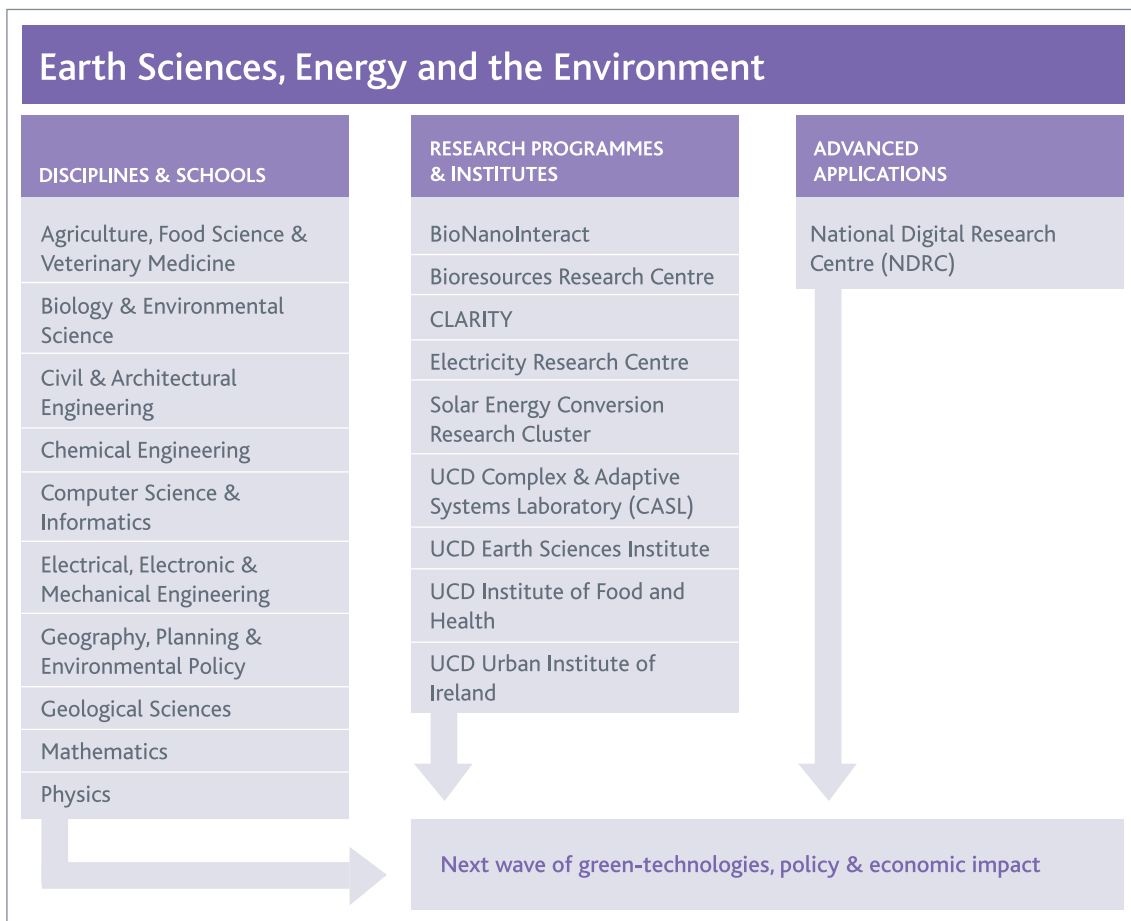 Earth Sciences, Energy and the Environment
DISCIPLINES & SCHOOLS
Agriculture, Food Science &
Veterinary Medicine
Biology & Environmental
Science
Civil & Architectural
Engineering
Chemical Engineering
Computer Science &
Informatics
Electrical, Electronic &
Mechanical Engineering
Geography, Planning &
Environmental Policy
Geological Sciences
Mathematics
Physics
RESEARCH PROGRAMMES
& INSTITUTES
BioNanoInteract
Bioresources Research Centre
CLARITY
Electricity Research Centre
Solar Energy Conversion
Research Cluster
UCD Complex & Adaptive
Systems Laboratory (CASL)
UCD Earth Sciences Institute
UCD Institute of Food and
Health
UCD Urban Institute of
Ireland
ADVANCED
APPLICATIONS
National Digital Research
Centre (NDRC)
Next wave of green-technologies, policy & economic impact